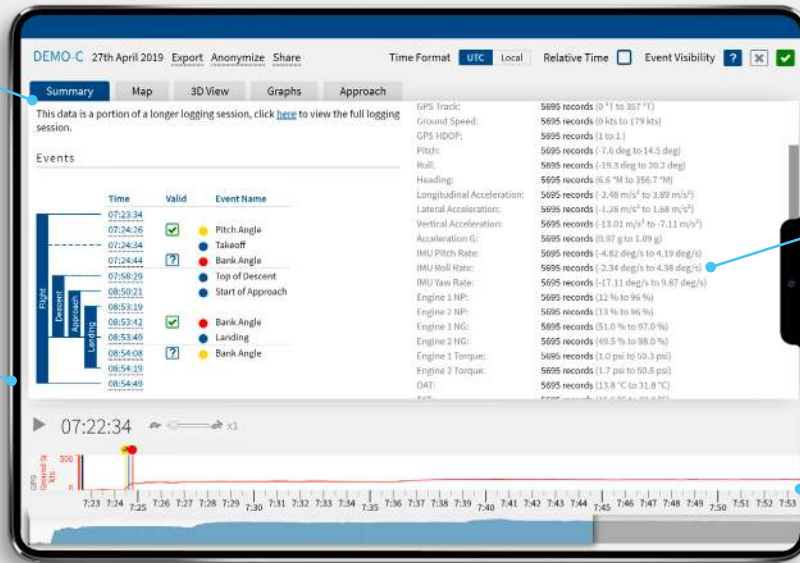 DEMO-C 27th April 2019 Export Anonymize Share Time Format UTC Local Relative Time Event Visibility ?
Summary Map 3D View Graphs Approach
This data is a portion of a longer logging session, click here to view the full logging
session.
Events
Time Valid Event Name
07:23:34
07:24:26 Pitch Angle
07:24:34 Takeoff
07:24:44 ? Bank Angle
07:58:29 Top of Descent
08:50:21 Start of Approach
08:53:19
08:53:42 Bank Angle
08:53:49 Landing
08:54:08 ? Bank Angle
08:54:19
08:54:49
Flight
Descent
Approach
Landing
GPS Track: 5695 records (0 °T to 357 °T)
Ground Speed: 5695 records (0 kts to 179 kts)
GPS HDOP: 5695 records (1 to 1)
Pitch: 5695 records (-7.6 deg to 14.5 deg)
Roll: 5695 records (-19.3 deg to 20.2 deg)
Heading: 5695 records (6.6 °M to 356.7 °M)
Longitudinal Acceleration: 5695 records (-3.48 m/s² to 3.89 m/s²)
Lateral Acceleration: 5695 records (-1.28 m/s² to 1.68 m/s²)
Vertical Acceleration: 5695 records (-13.01 m/s² to -7.11 m/s²)
Acceleration G: 5695 records (0.97 g to 1.09 g)
IMU Pitch Rate: 5695 records (-4.82 deg/s to 4.19 deg/s)
IMU Roll Rate: 5695 records (-2.34 deg/s to 4.38 deg/s)
IMU Yaw Rate: 5695 records (-17.11 deg/s to 9.87 deg/s)
Engine 1 NP: 5695 records (12 % to 96 %)
Engine 2 NP: 5695 records (13 % to 96 %)
Engine 1 NG: 5695 records (51.0 % to 97.0 %)
Engine 2 NG: 5695 records (49.5 % to 98.0 %)
Engine 1 Torque: 5695 records (1.0 psi to 50.3 psi)
Engine 2 Torque: 5695 records (1.7 psi to 50.5 psi)
OAT: 5695 records (13.8 °C to 31.8 °C)
07:22:34 x1
GPS
kts
500
0
7:23 7:24 7:25 7:26 7:27 7:28 7:29 7:30 7:31 7:32 7:33 7:34 7:35 7:36 7:37 7:38 7:39 7:40 7:41 7:42 7:43 7:44 7:45 7:46 7:47 7:48 7:49 7:50 7:51 7:52 7:53